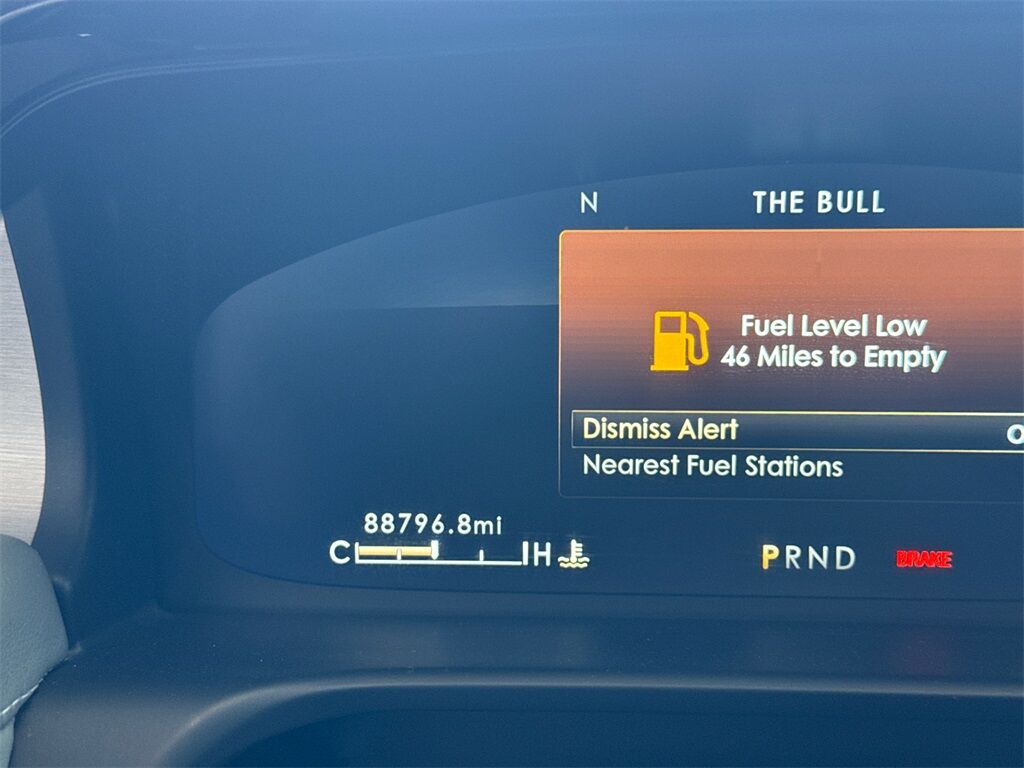 N THE BULL
Fuel Level Low
46 Miles to Empty
Dismiss Alert
Nearest Fuel Stations
88796.8mi
C H PRND BRAKE